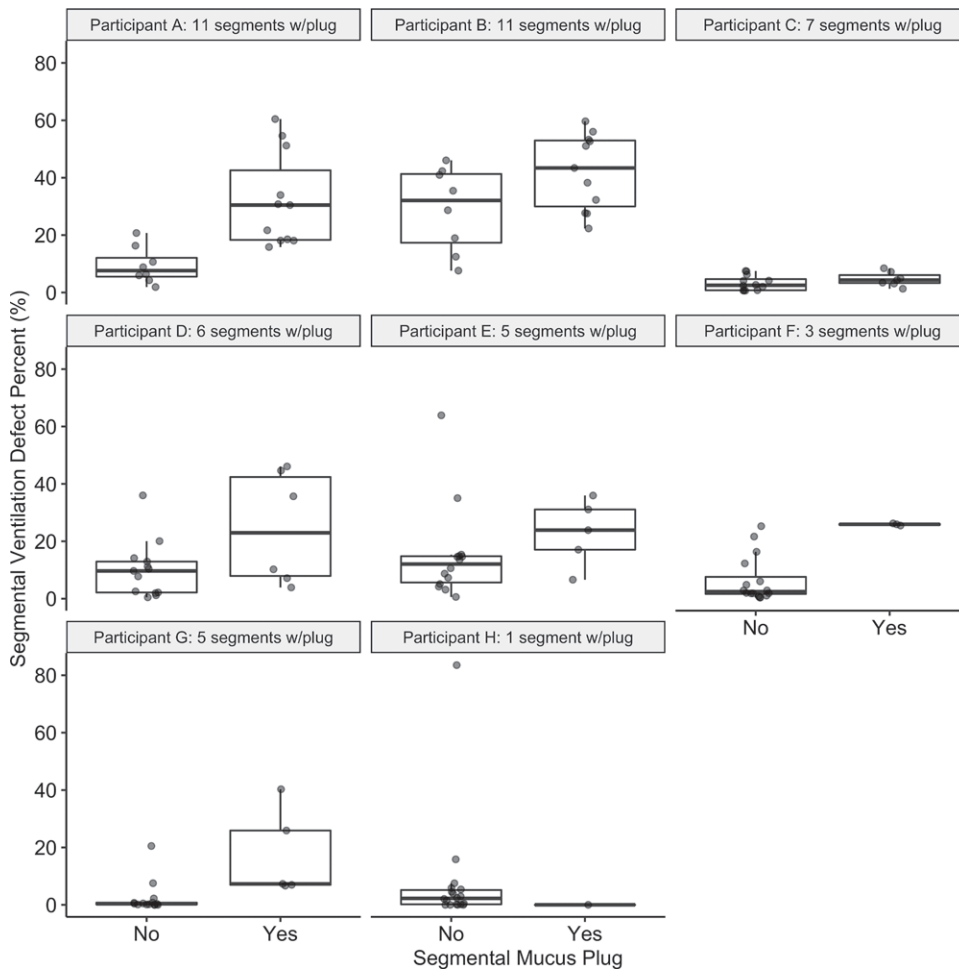 Participant A: 11 segments w/plug
Participant B: 11 segments w/plug
Participant C: 7 segments w/plug
80
60
40
20
0
Participant D: 6 segments w/plug
Participant E: 5 segments w/plug
Participant F: 3 segments w/plug
80
60
40
20
0
No
Yes
Participant G: 5 segments w/plug
Participant H: 1 segment w/plug
80
60
40
20
0
No
Yes
No
Yes
Segmental Mucus Plug
Segmental Ventilation Defect Percent (%)